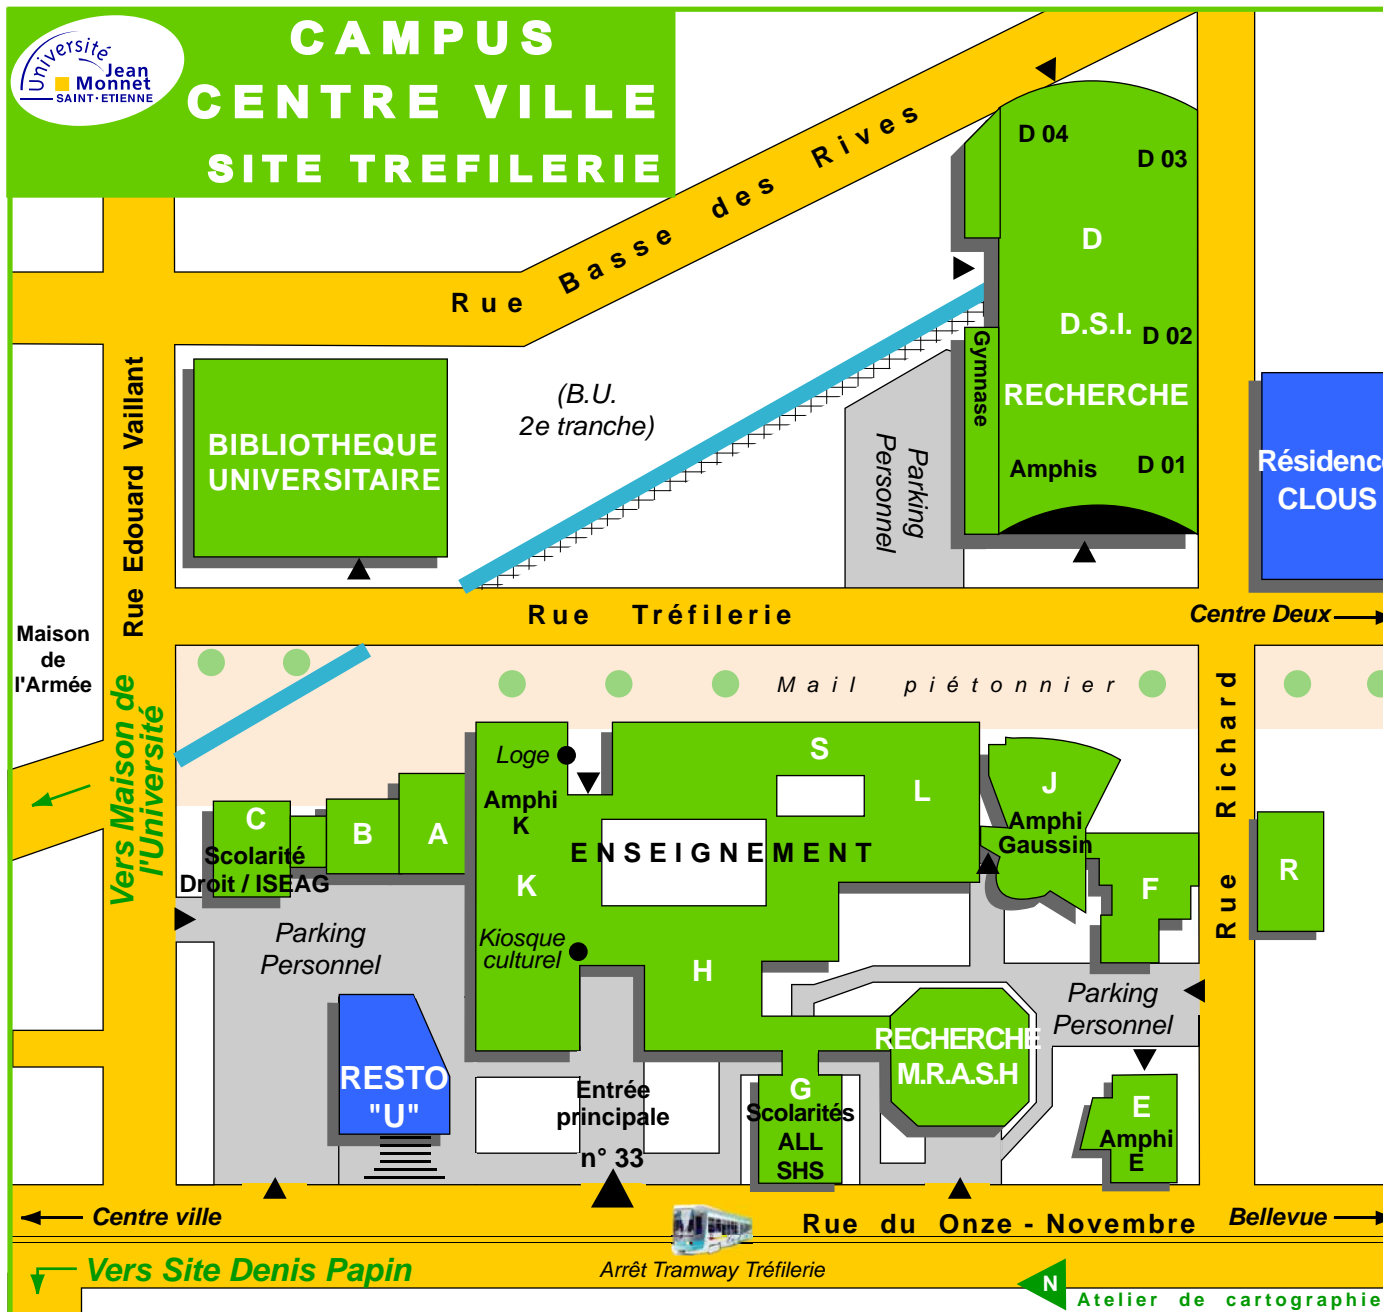 Université
Jean
Monnet
SAINT-ETIENNE
CAMPUS
CENTRE VILLE
SITE TREFILERIE
Rue Basse des Rives
D 04
D 03
D
D.S.I.
D 02
Gymnase
RECHERCHE
Amphis
D 01
Rue Edouard Vaillant
(B.U.
2e tranche)
BIBLIOTHEQUE
UNIVERSITAIRE
Parking
Personnel
Résidence
CLOUS
Rue Tréfilerie
Centre Deux
Maison
de
l'Armée
Vers Maison de
l'Université
Mail piétonnier
Rue Richard
Loge
Amphi
K
S
L
J
Amphi
Gaussin
C
Scolarité
Droit / ISEAG
B
A
ENSEIGNEMENT
K
F
R
Parking
Personnel
Kiosque
culturel
H
Parking
Personnel
RECHERCHE
M.R.A.S.H
RESTO
"U"
Entrée
principale
n° 33
G
Scolarités
ALL
SHS
E
Amphi
E
Centre ville
Rue du Onze - Novembre
Bellevue
Vers Site Denis Papin
Arrêt Tramway Tréfilerie
N
Atelier de cartographie